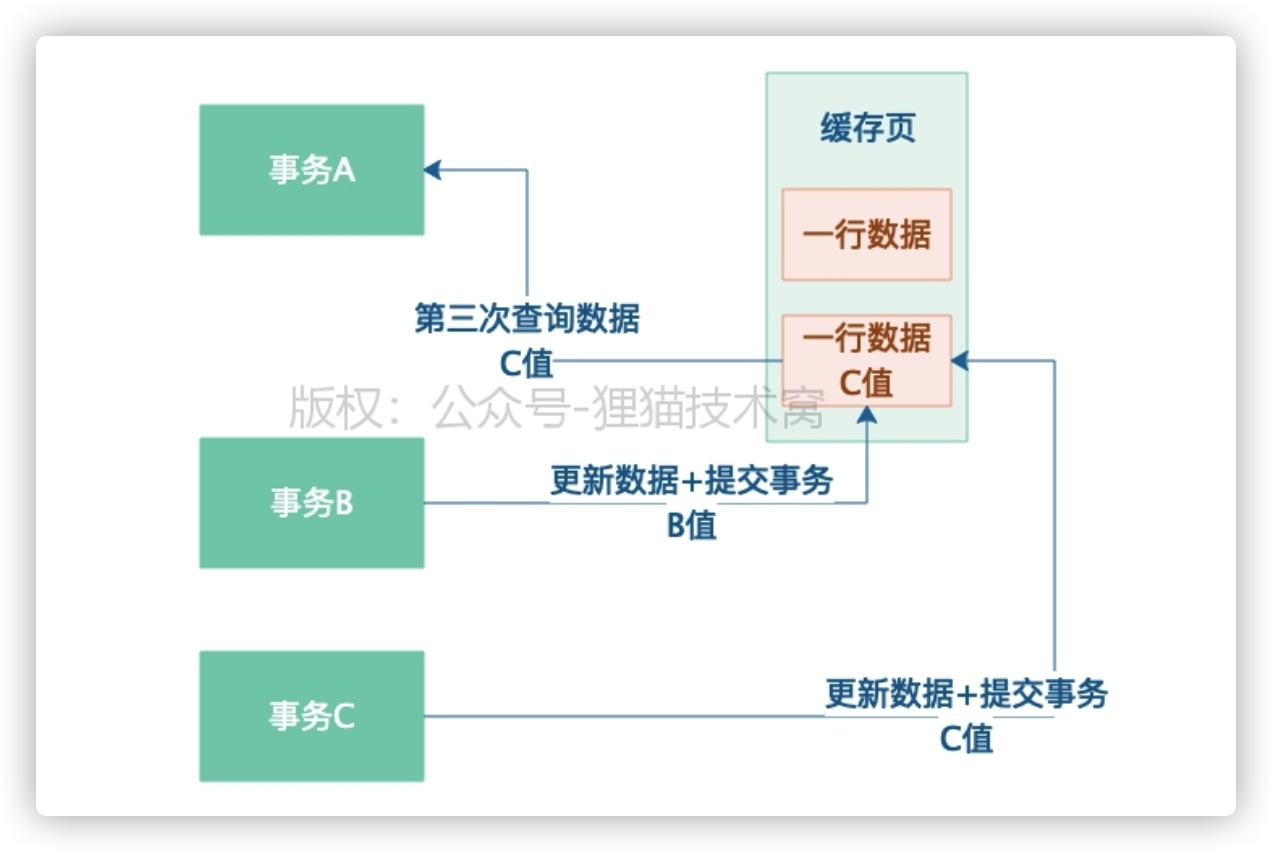 缓存页
事务A
一行数据
第三次查询数据
C值
一行数据
C值
版权：公众号-狸猫技术窝
事务B
更新数据+提交事务
B值
事务C
更新数据+提交事务
C值